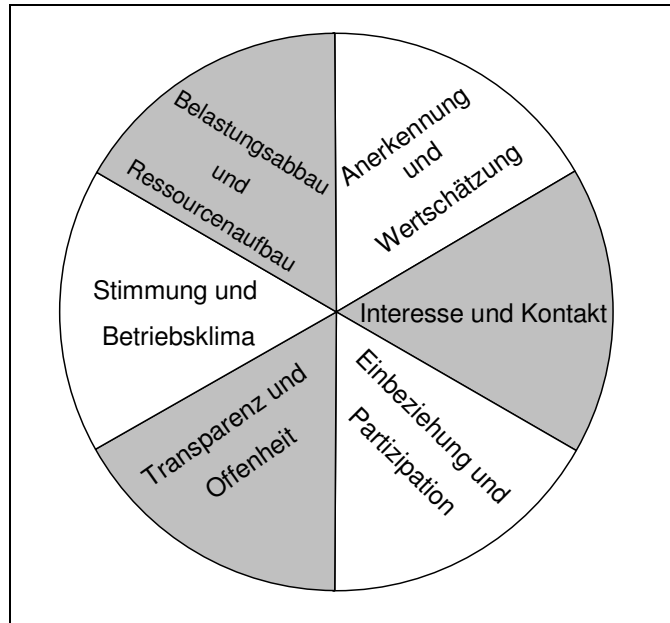 Belastungsabbau
und
Ressourcenaufbau
Anerkennung
und
Wertschätzung
Interesse und Kontakt
Einbeziehung und
Partizipation
Transparenz und
Offenheit
Stimmung und
Betriebsklima